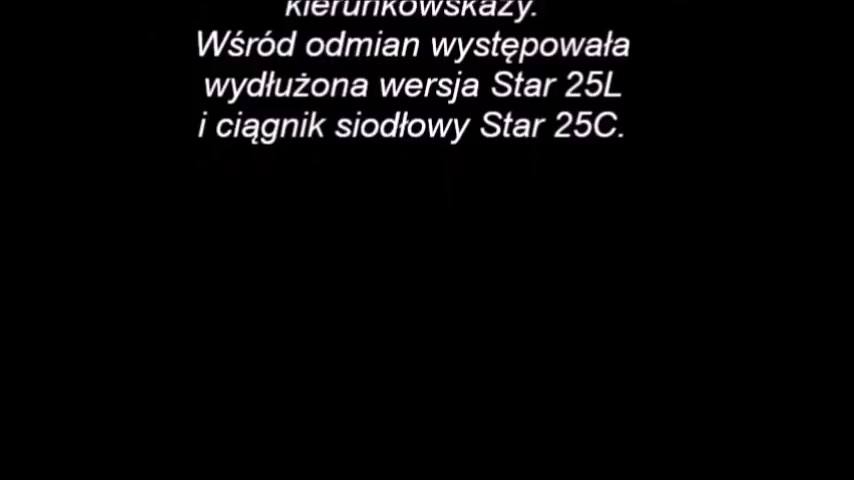 kierunkowskazy.
Wśród odmian występowała
wydłużona wersja Star 25L
i ciągnik siodłowy Star 25C.